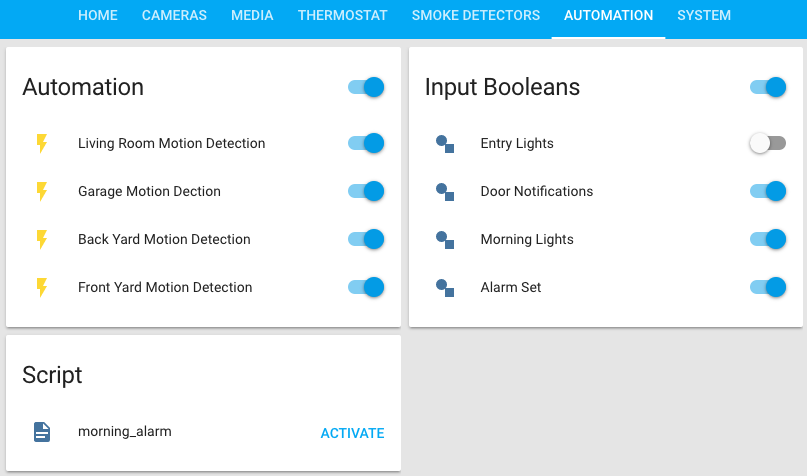 HOME CAMERAS MEDIA THERMOSTAT SMOKE DETECTORS AUTOMATION SYSTEM
Automation
Living Room Motion Detection
Garage Motion Dection
Back Yard Motion Detection
Front Yard Motion Detection
Input Booleans
Entry Lights
Door Notifications
Morning Lights
Alarm Set
Script
morning_alarm ACTIVATE